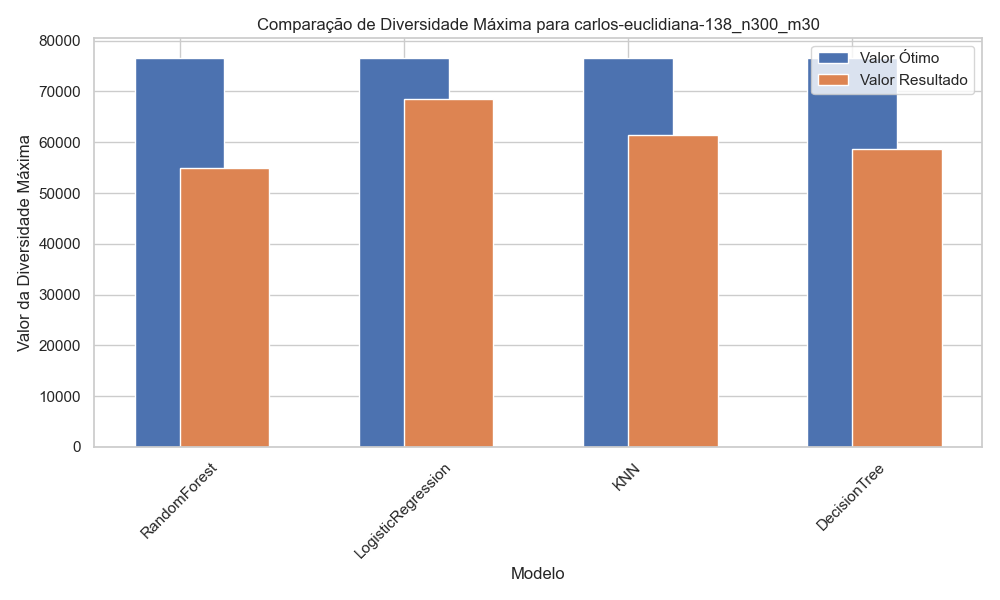 Comparação de Diversidade Máxima para carlos-euclidiana-138_n300_m30
Valor Ótimo
Valor Resultado
Valor da Diversidade Máxima
80000
70000
60000
50000
40000
30000
20000
10000
0
RandomForest
LogisticRegression
KNN
DecisionTree
Modelo